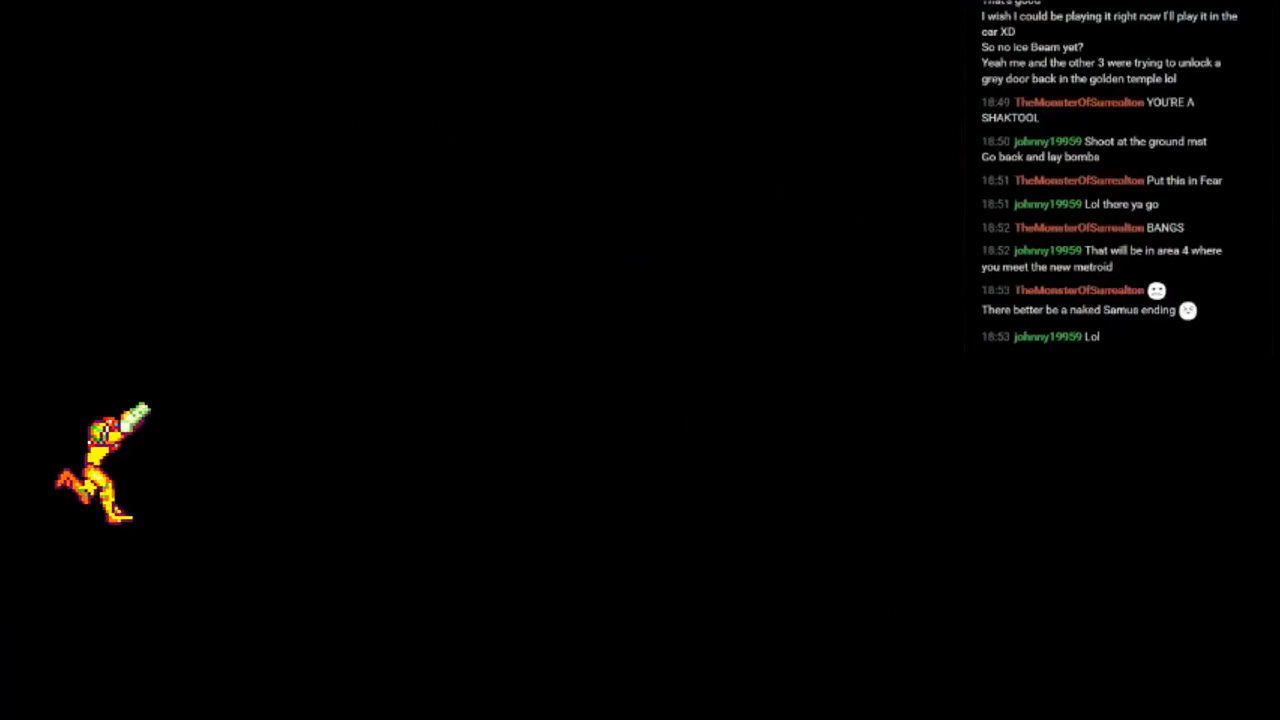 That's good
I wish I could be playing it right now I'll play it in the
car XD
So no ice Beam yet?
Yeah me and the other 3 were trying to unlock a
grey door back in the golden temple lol
18:49 TheMonsterOfSurrealton YOU'RE A
SHAKTOOL
18:50 johnny19959 Shoot at the ground mst
Go back and lay bombs
18:51 TheMonsterOfSurrealton Put this in Fear
18:51 johnny19959 Lol there ya go
18:52 TheMonsterOfSurrealton BANGS
18:52 johnny19959 That will be in area 4 where
you meet the new metroid
18:53 TheMonsterOfSurrealton
There better be a naked Samus ending
18:53 johnny19959 Lol